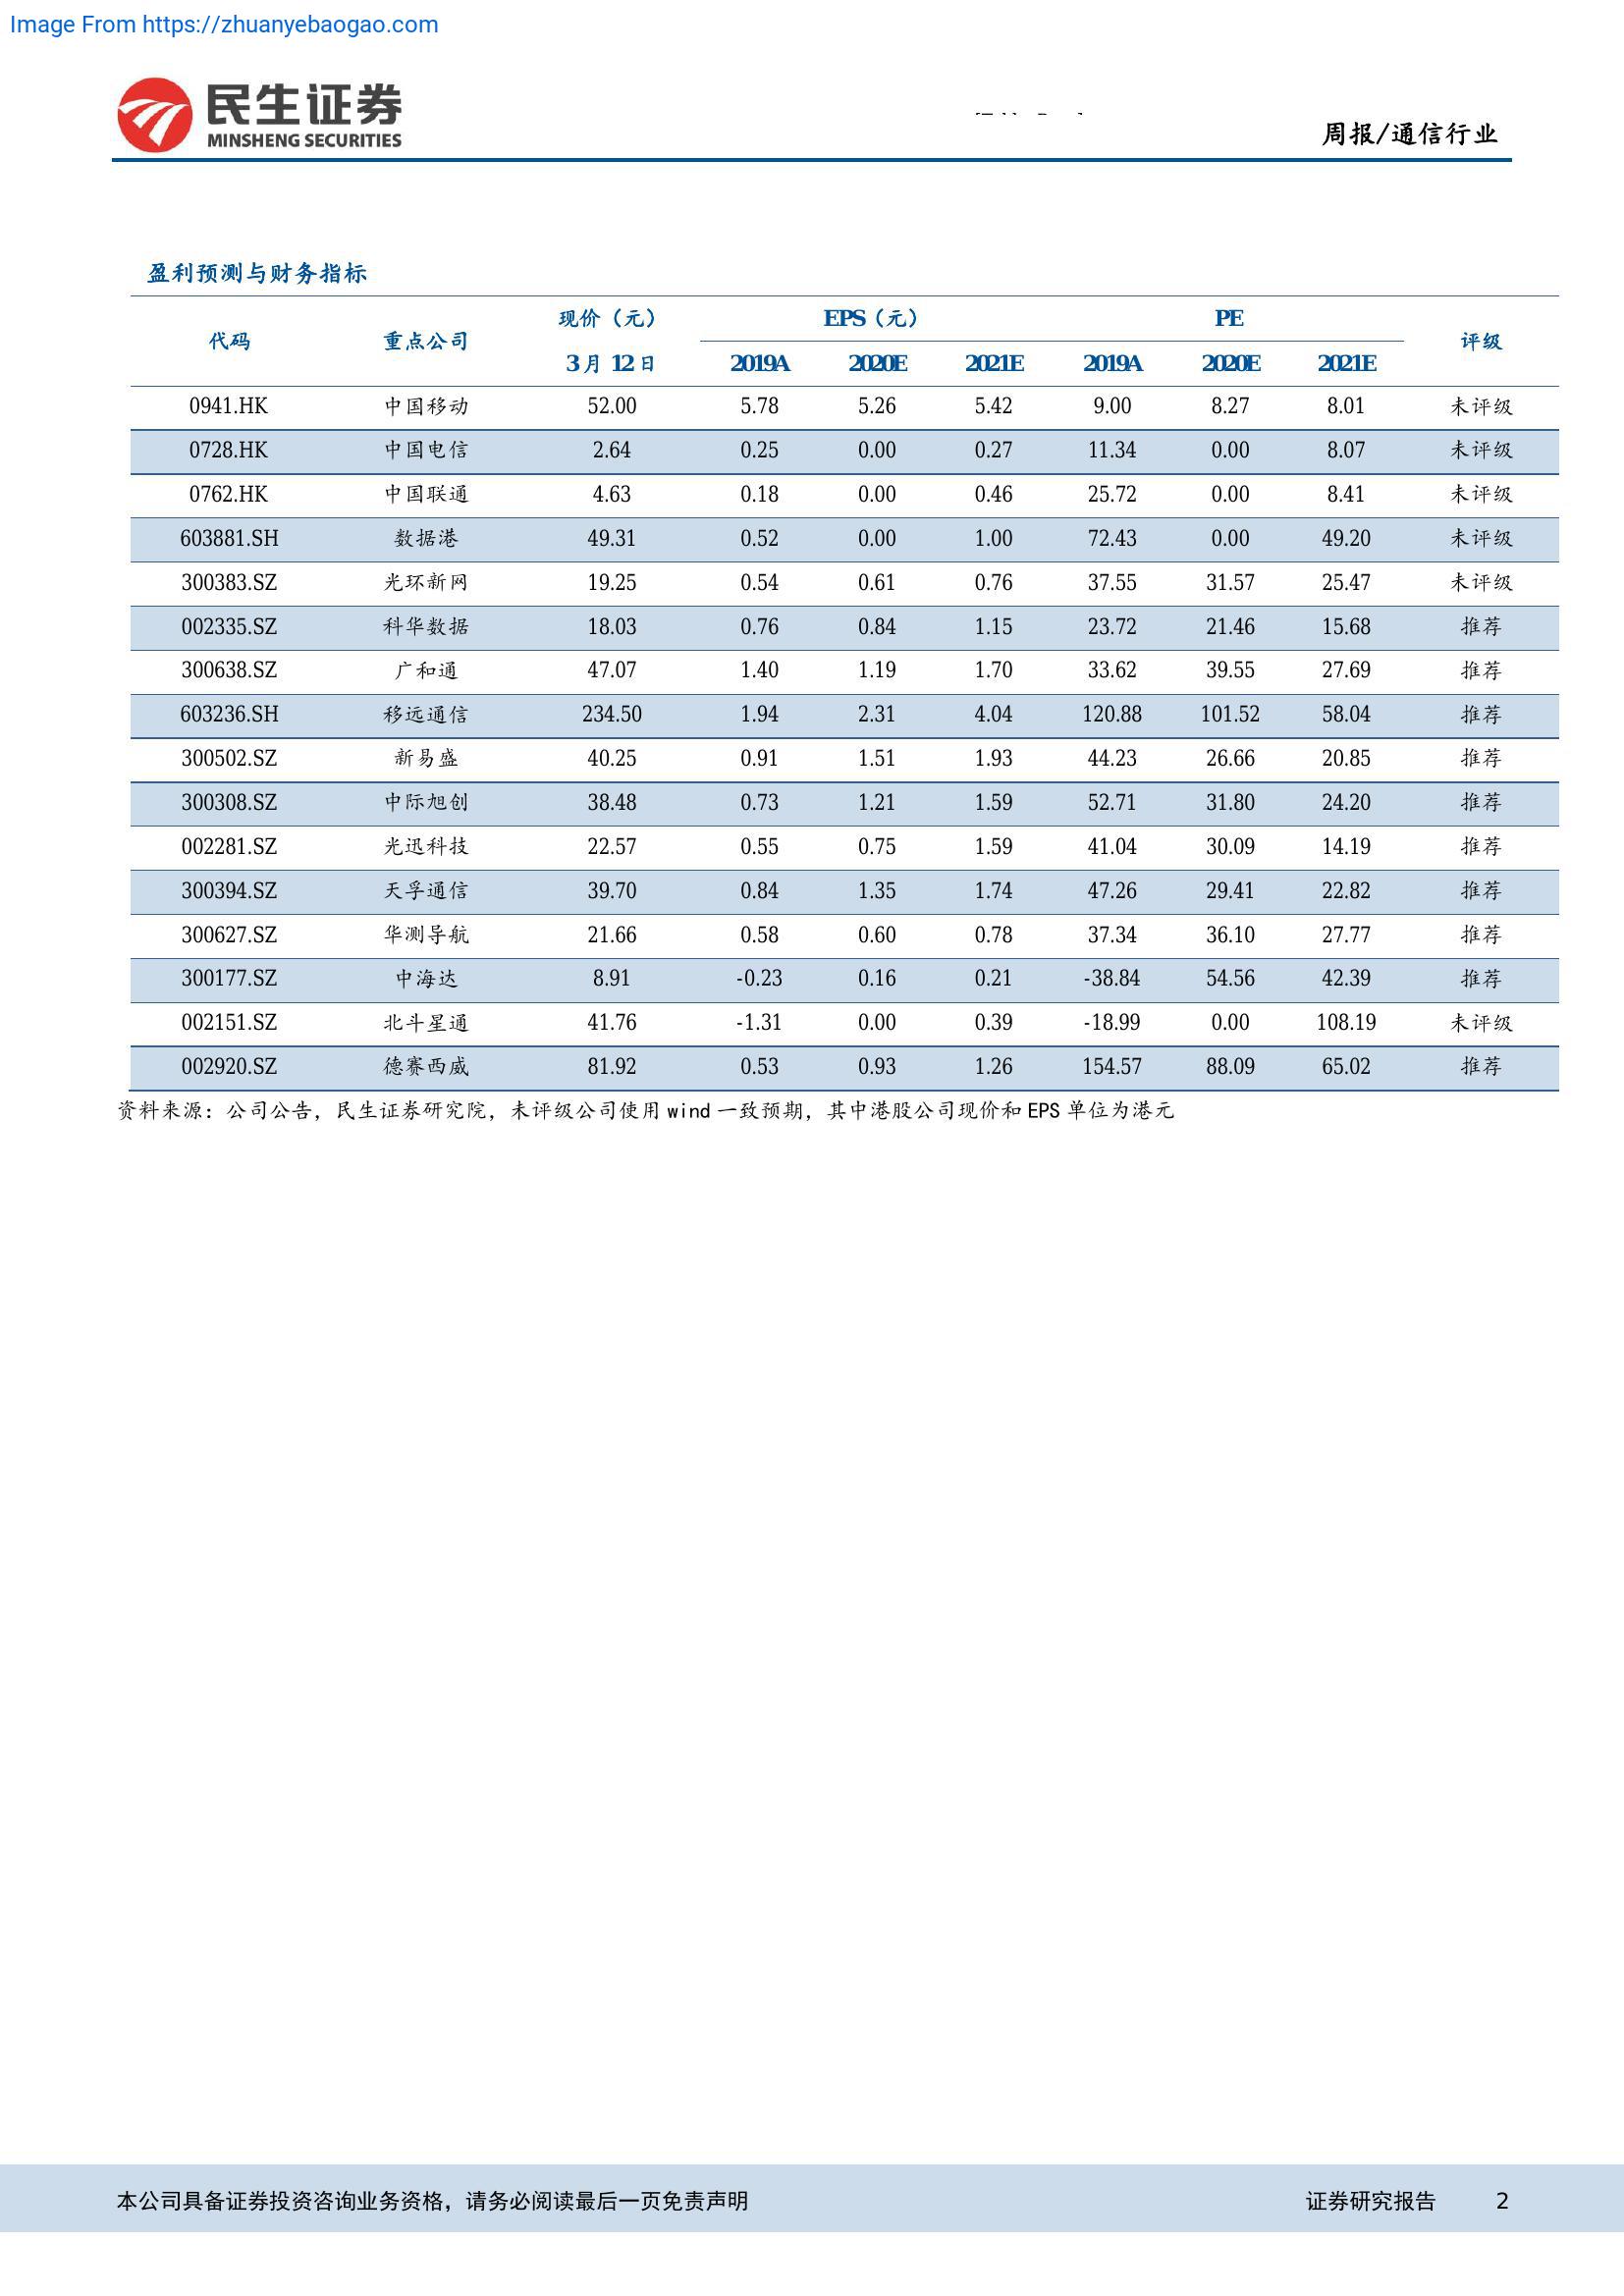 Image From https://zhuanyebaogao.com
民生证券
MINSHENG SECURITIES
周报/通信行业
盈利预测与财务指标
代码 重点公司 现价（元） EPS（元） PE 评级
3月12日 2019A 2020E 2021E 2019A 2020E 2021E
0941.HK 中国移动 52.00 5.78 5.26 5.42 9.00 8.27 8.01 未评级
0728.HK 中国电信 2.64 0.25 0.00 0.27 11.34 0.00 8.07 未评级
0762.HK 中国联通 4.63 0.18 0.00 0.46 25.72 0.00 8.41 未评级
603881.SH 数据港 49.31 0.52 0.00 1.00 72.43 0.00 49.20 未评级
300383.SZ 光环新网 19.25 0.54 0.61 0.76 37.55 31.57 25.47 未评级
002335.SZ 科华数据 18.03 0.76 0.84 1.15 23.72 21.46 15.68 推荐
300638.SZ 广和通 47.07 1.40 1.19 1.70 33.62 39.55 27.69 推荐
603236.SH 移远通信 234.50 1.94 2.31 4.04 120.88 101.52 58.04 推荐
300502.SZ 新易盛 40.25 0.91 1.51 1.93 44.23 26.66 20.85 推荐
300308.SZ 中际旭创 38.48 0.73 1.21 1.59 52.71 31.80 24.20 推荐
002281.SZ 光迅科技 22.57 0.55 0.75 1.59 41.04 30.09 14.19 推荐
300394.SZ 天孚通信 39.70 0.84 1.35 1.74 47.26 29.41 22.82 推荐
300627.SZ 华测导航 21.66 0.58 0.60 0.78 37.34 36.10 27.77 推荐
300177.SZ 中海达 8.91 -0.23 0.16 0.21 -38.84 54.56 42.39 推荐
002151.SZ 北斗星通 41.76 -1.31 0.00 0.39 -18.99 0.00 108.19 未评级
002920.SZ 德赛西威 81.92 0.53 0.93 1.26 154.57 88.09 65.02 推荐
资料来源：公司公告，民生证券研究院，未评级公司使用 wind 一致预期，其中港股公司现价和 EPS 单位为港元
本公司具备证券投资咨询业务资格，请务必阅读最后一页免责声明 证券研究报告 2